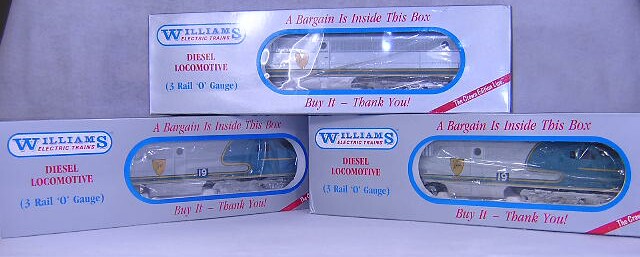 A Bargain Is Inside This Box
WILLIAMS
ELECTRIC TRAINS
DIESEL
LOCOMOTIVE
(3 Rail 'O' Gauge)
Buy It – Thank You!
The Crown Edition Line
A Bargain Is Inside This Box
WILLIAMS
ELECTRIC TRAINS
DIESEL
LOCOMOTIVE
(3 Rail 'O' Gauge)
19
Buy It – Thank You!
The
A Bargain Is Inside This Box
WILLIAMS
ELECTRIC TRAINS
DIESEL
LOCOMOTIVE
(3 Rail 'O' Gauge)
19
Buy It – Thank You!
The Crown